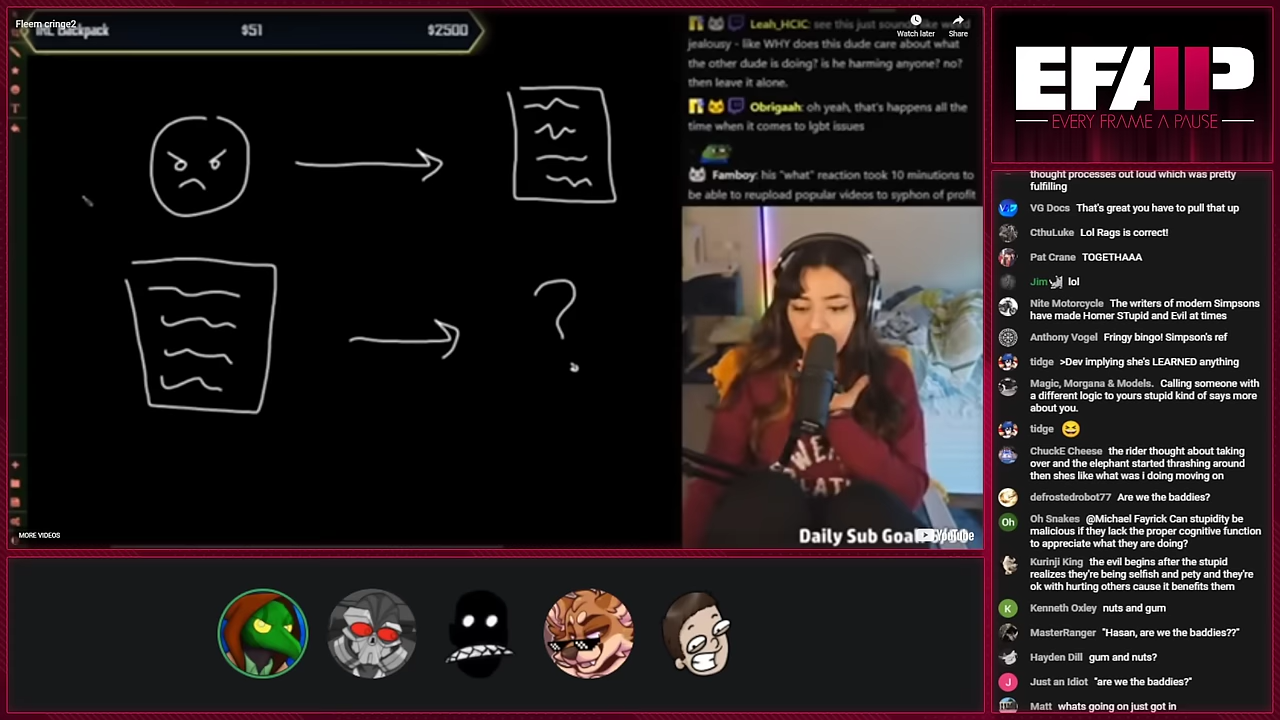 Fleem cringe2
IRL Backpack $51 $2500
Watch later Share
Leah_HCIC: see this just sound like weird
jealousy - like WHY does this dude care about what
the other dude is doing? is he harming anyone? no?
then leave it alone.
Obrigaah: oh yeah, that's happens all the
time when it comes to lgbt issues
Famboy: his "what" reaction took 10 minutions to
be able to reupload popular videos to syphon of profit
?
Daily Sub Goal
YouTube
MORE VIDEOS
EFAP
EVERY FRAME A PAUSE
thought processes out loud which was pretty
fulfilling
VG Docs That's great you have to pull that up
CthuLuke Lol Rags is correct!
Pat Crane TOGETHAAA
Jim lol
Nite Motorcycle The writers of modern Simpsons
have made Homer STupid and Evil at times
Anthony Vogel Fringy bingo! Simpson's ref
tidge >Dev implying she's LEARNED anything
Magic, Morgana & Models. Calling someone with
a different logic to yours stupid kind of says more
about you.
tidge 😆
ChuckE Cheese the rider thought about taking
over and the elephant started thrashing around
then shes like what was i doing moving on
defrostedrobot77 Are we the baddies?
Oh Snakes @Michael Fayrick Can stupidity be
malicious if they lack the proper cognitive function
to appreciate what they are doing?
Kurinji King the evil begins after the stupid
realizes they're being selfish and pety and they're
ok with hurting others cause it benefits them
Kenneth Oxley nuts and gum
MasterRanger "Hasan, are we the baddies??"
Hayden Dill gum and nuts?
Just an Idiot "are we the baddies?"
Matt whats going on just got in